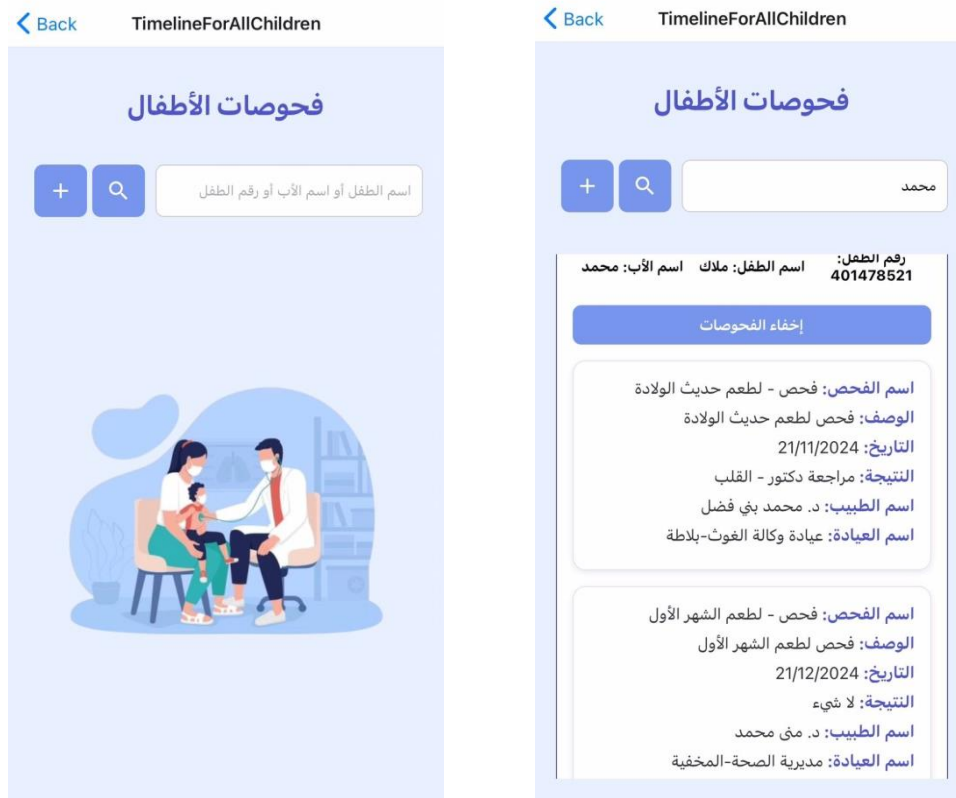 Back TimelineForAllChildren
فحوصات الأطفال
اسم الطفل أو اسم الأب أو رقم الطفل
Back TimelineForAllChildren
فحوصات الأطفال
محمد
رقم الطفل: 401478521 اسم الطفل: ملاك اسم الأب: محمد
إخفاء الفحوصات
اسم الفحص: فحص - لطعم حديث الولادة
الوصف: فحص لطعم حديث الولادة
التاريخ: 21/11/2024
النتيجة: مراجعة دكتور - القلب
اسم الطبيب: د. محمد بني فضل
اسم العيادة: عيادة وكالة الغوث-بلاطة
اسم الفحص: فحص - لطعم الشهر الأول
الوصف: فحص لطعم الشهر الأول
التاريخ: 21/12/2024
النتيجة: لا شيء
اسم الطبيب: د. منى محمد
اسم العيادة: مديرية الصحة-المخفية